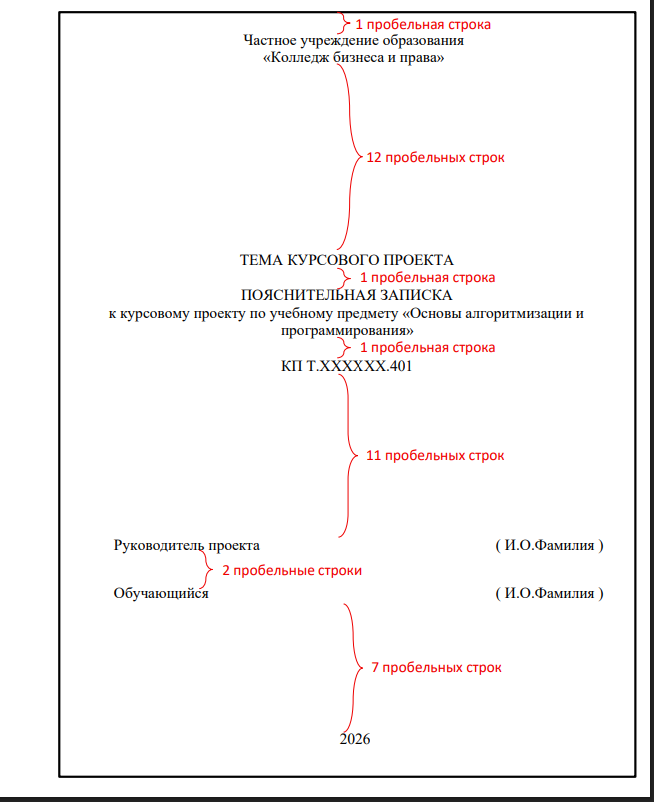 1 пробельная строка
Частное учреждение образования
«Колледж бизнеса и права»
12 пробельных строк
ТЕМА КУРСОВОГО ПРОЕКТА
1 пробельная строка
ПОЯСНИТЕЛЬНАЯ ЗАПИСКА
к курсовому проекту по учебному предмету «Основы алгоритмизации и
программирования»
1 пробельная строка
КП Т.ХХХХХХ.401
11 пробельных строк
Руководитель проекта ( И.О.Фамилия )
2 пробельные строки
Обучающийся ( И.О.Фамилия )
7 пробельных строк
2026